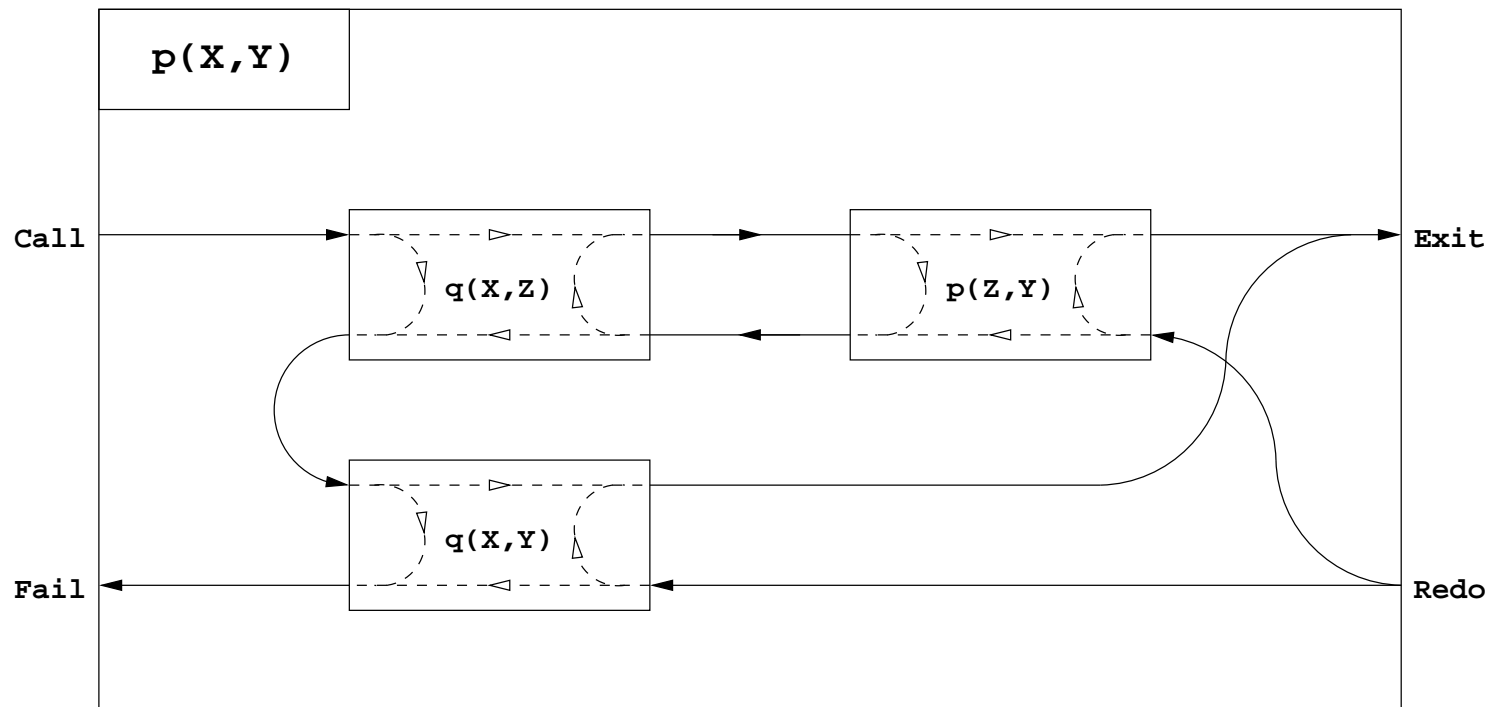 p(X,Y)
Call
q(X,Z)
p(Z,Y)
Exit
q(X,Y)
Fail
Redo